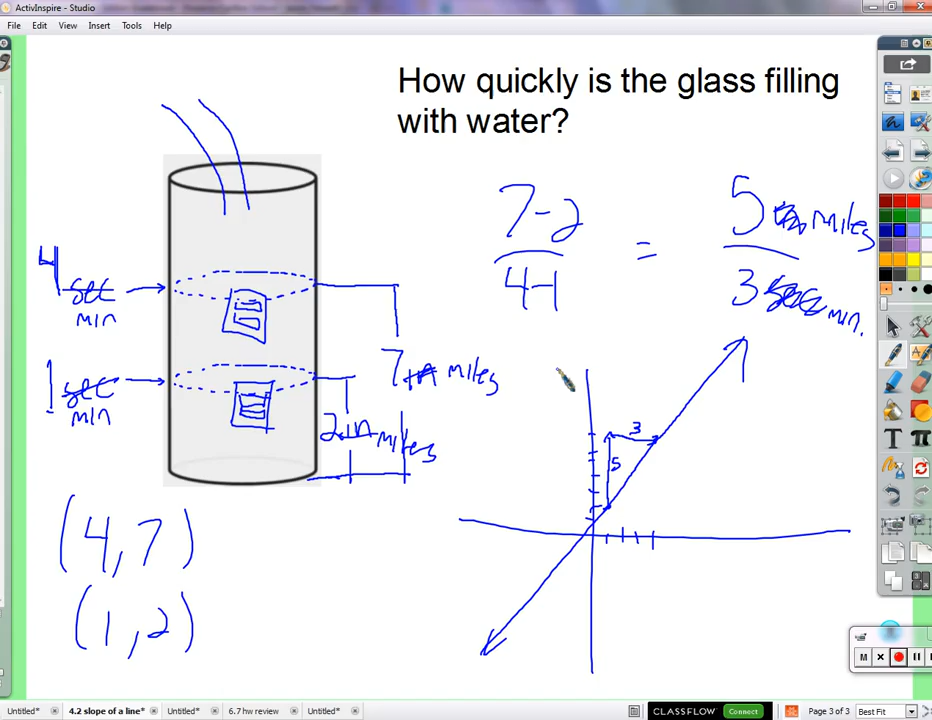 ActivInspire - Studio
File Edit View Insert Tools Help
How quickly is the glass filling
with water?
7-2
4-1
=
5 in miles
3 sec min.
4 sec
min
1 sec
min
7 in miles
2 in miles
3
5
(4,7)
(1,2)
M
Untitled* 4.2 slope of a line* Untitled* 6.7 hw review Untitled*
CLASSFLOW Connect
Page 3 of 3 Best Fit